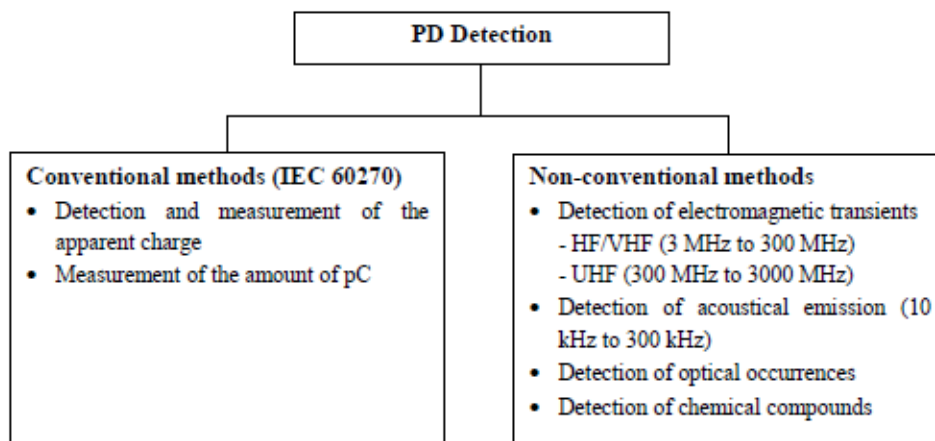 PD Detection
Conventional methods (IEC 60270)
• Detection and measurement of the
apparent charge
• Measurement of the amount of pC
Non-conventional methods
• Detection of electromagnetic transients
- HF/VHF (3 MHz to 300 MHz)
- UHF (300 MHz to 3000 MHz)
• Detection of acoustical emission (10
kHz to 300 kHz)
• Detection of optical occurrences
• Detection of chemical compounds